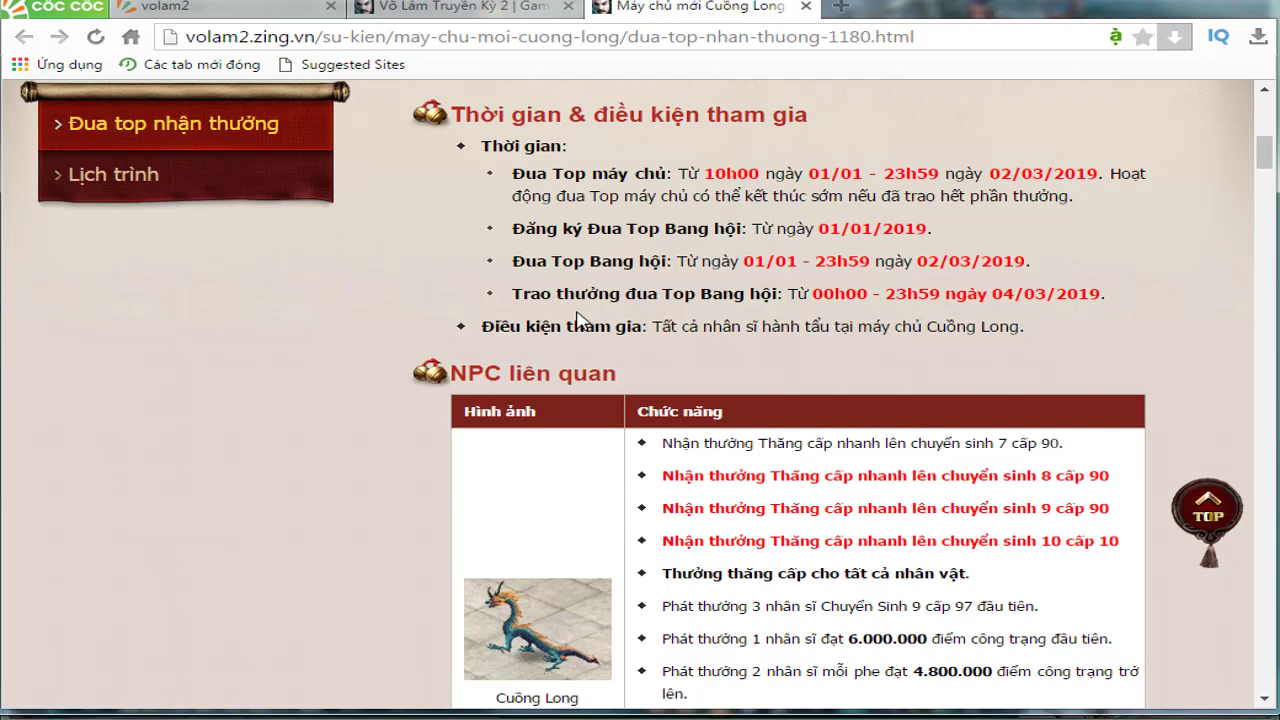 CỐC CỐC
volam2
Võ Lâm Truyền Kỳ 2 | Gam
Máy chủ mới Cuồng Long
volam2.zing.vn/su-kien/may-chu-moi-cuong-long/dua-top-nhan-thuong-1180.html
ạ
IQ
Ứng dụng
Các tab mới đóng
Suggested Sites
> Đua top nhận thưởng
> Lịch trình
Thời gian & điều kiện tham gia
Thời gian:
Đua Top máy chủ: Từ 10h00 ngày 01/01 - 23h59 ngày 02/03/2019. Hoạt
động đua Top máy chủ có thể kết thúc sớm nếu đã trao hết phần thưởng.
Đăng ký Đua Top Bang hội: Từ ngày 01/01/2019.
Đua Top Bang hội: Từ ngày 01/01 - 23h59 ngày 02/03/2019.
Trao thưởng đua Top Bang hội: Từ 00h00 - 23h59 ngày 04/03/2019.
Điều kiện tham gia: Tất cả nhân sĩ hành tẩu tại máy chủ Cuồng Long.
NPC liên quan
Hình ảnh
Chức năng
Nhận thưởng Thăng cấp nhanh lên chuyển sinh 7 cấp 90.
Nhận thưởng Thăng cấp nhanh lên chuyển sinh 8 cấp 90
Nhận thưởng Thăng cấp nhanh lên chuyển sinh 9 cấp 90
Nhận thưởng Thăng cấp nhanh lên chuyển sinh 10 cấp 10
Thưởng thăng cấp cho tất cả nhân vật.
Phát thưởng 3 nhân sĩ Chuyển Sinh 9 cấp 97 đầu tiên.
Phát thưởng 1 nhân sĩ đạt 6.000.000 điểm công trạng đầu tiên.
Phát thưởng 2 nhân sĩ mỗi phe đạt 4.800.000 điểm công trạng trở
lên.
Cuồng Long
TOP